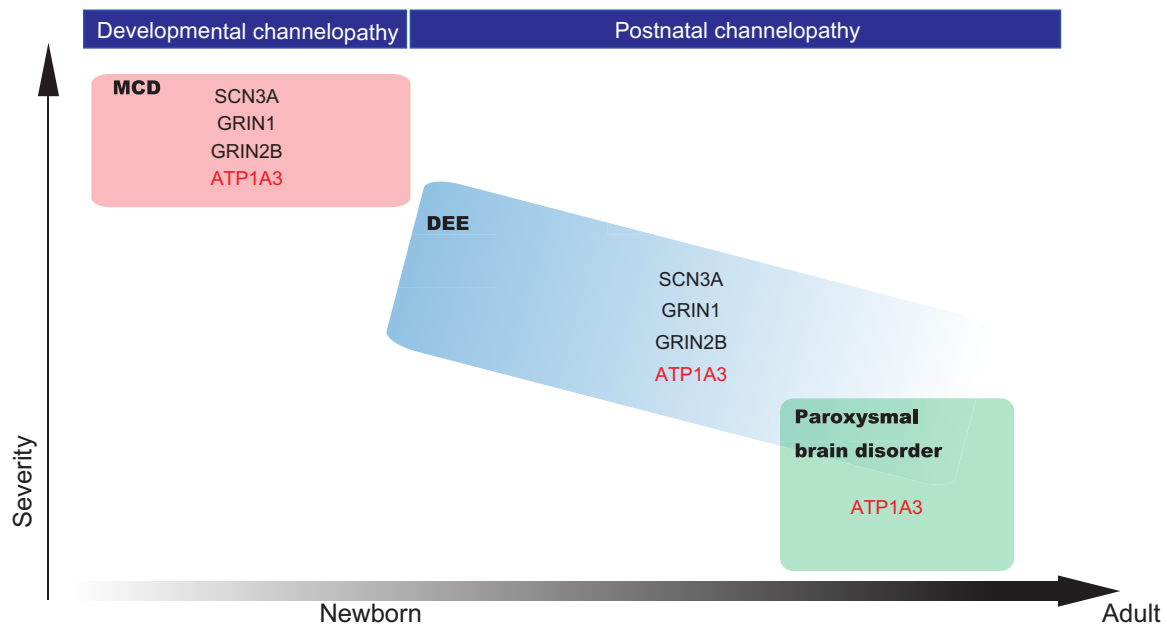 Developmental channelopathy
Postnatal channelopathy
MCD
SCN3A
GRIN1
GRIN2B
ATP1A3
DEE
SCN3A
GRIN1
GRIN2B
ATP1A3
Paroxysmal
brain disorder
ATP1A3
Severity
Newborn
Adult